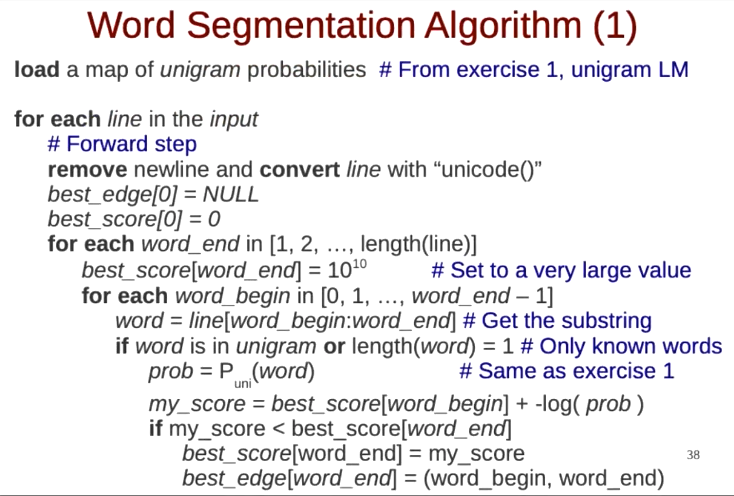 Word Segmentation Algorithm (1)
load a map of unigram probabilities # From exercise 1, unigram LM
for each line in the input
# Forward step
remove newline and convert line with “unicode()”
best_edge[0] = NULL
best_score[0] = 0
for each word_end in [1, 2, …, length(line)]
best_score[word_end] = 10^10 # Set to a very large value
for each word_begin in [0, 1, …, word_end – 1]
word = line[word_begin:word_end] # Get the substring
if word is in unigram or length(word) = 1 # Only known words
prob = P_uni(word) # Same as exercise 1
my_score = best_score[word_begin] + -log( prob )
if my_score < best_score[word_end]
best_score[word_end] = my_score
best_edge[word_end] = (word_begin, word_end)
38